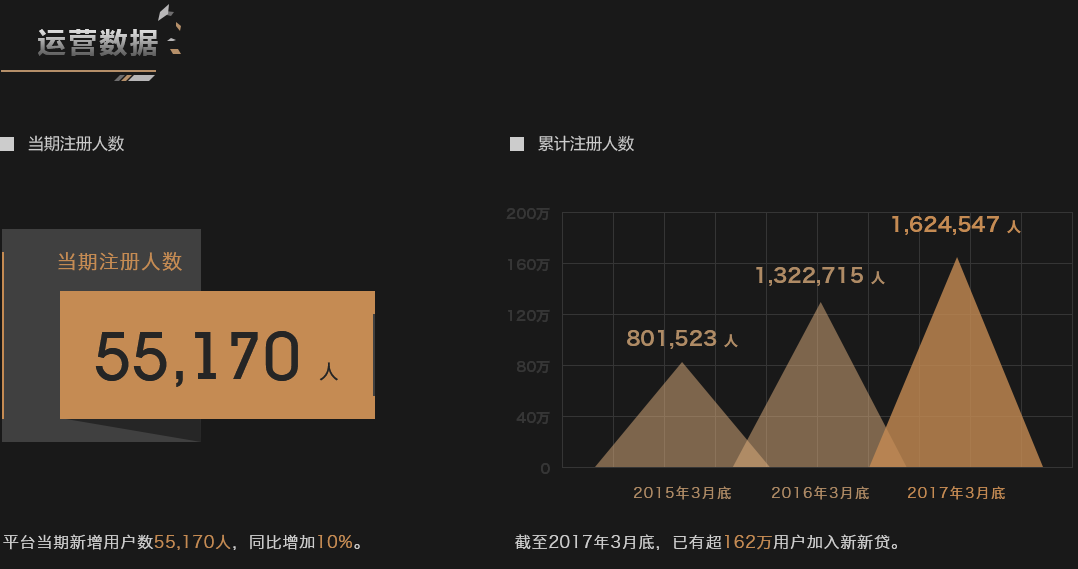 运营数据
当期注册人数
当期注册人数
55,170 人
平台当期新增用户数55,170人，同比增加10%。
累计注册人数
200万
160万
120万
80万
40万
0
801,523 人
1,322,715 人
1,624,547 人
2015年3月底
2016年3月底
2017年3月底
截至2017年3月底，已有超162万用户加入新新贷。